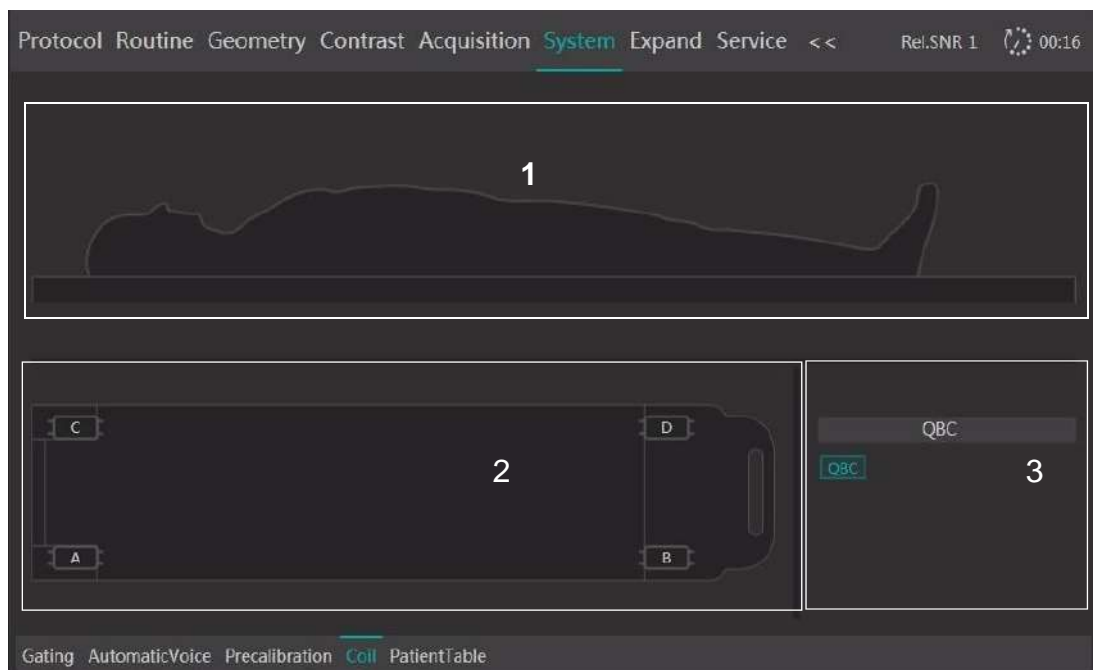 Protocol Routine Geometry Contrast Acquisition System Expand Service << Rel.SNR 1 00:16
1
C D
QBC
QBC
2 3
A B
Gating AutomaticVoice Precalibration Coil PatientTable